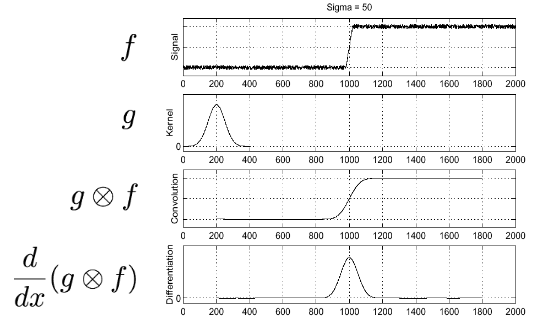 Sigma = 50
f
Signal
0 200 400 600 800 1000 1200 1400 1600 1800 2000
g
Kernel
0
0 200 400 600 800 1000 1200 1400 1600 1800 2000
g ⊗ f
Convolution
0 200 400 600 800 1000 1200 1400 1600 1800 2000
d/dx (g ⊗ f)
Differentiation
0
0 200 400 600 800 1000 1200 1400 1600 1800 2000